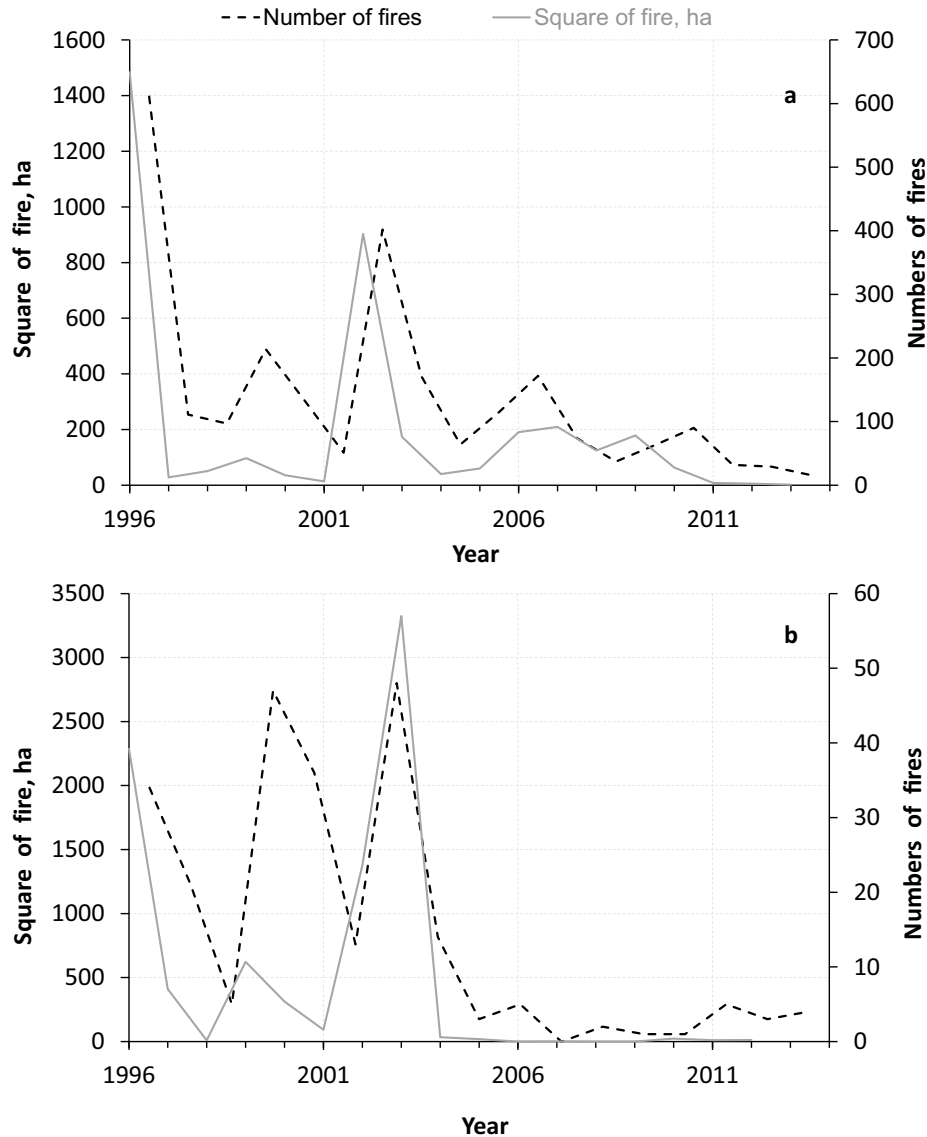 Number of fires Square of fire, ha
1600 700
1400 600
1200 500
1000 400
800 300
600 200
400 100
200 0
0
a
Square of fire, ha
Numbers of fires
1996 2001 2006 2011
Year
3500 60
3000 50
2500 40
2000 30
1500 20
1000 10
500 0
0
b
Square of fire, ha
Numbers of fires
1996 2001 2006 2011
Year